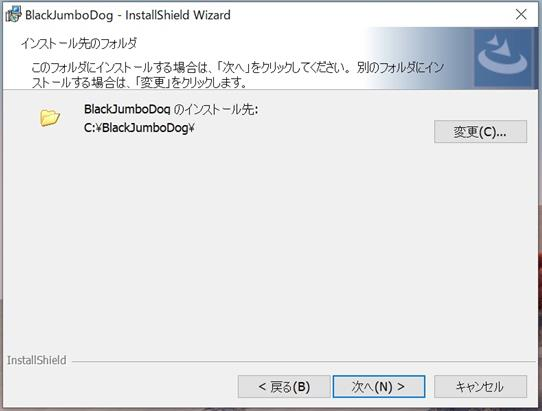 BlackJumboDog - InstallShield Wizard
インストール先のフォルダ
このフォルダにインストールする場合は、「次へ」をクリックしてください。別のフォルダにイン
ストールする場合は、「変更」をクリックします。
BlackJumboDog のインストール先:
C:¥BlackJumboDog¥
変更(C)...
InstallShield
< 戻る(B)
次へ(N) >
キャンセル